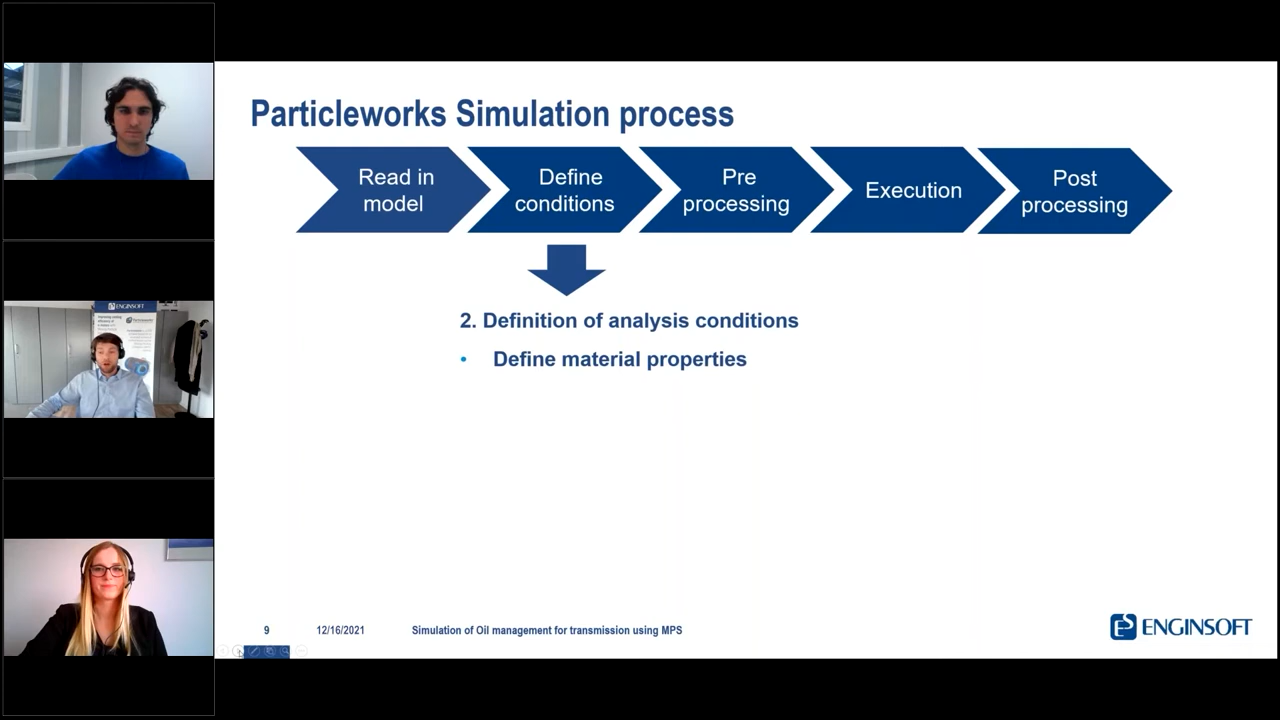 Particleworks Simulation process
Read in
model
Define
conditions
Pre
processing
Execution
Post
processing
2. Definition of analysis conditions
• Define material properties
9
12/16/2021
Simulation of Oil management for transmission using MPS
ENGINSOFT
ENGINSOFT